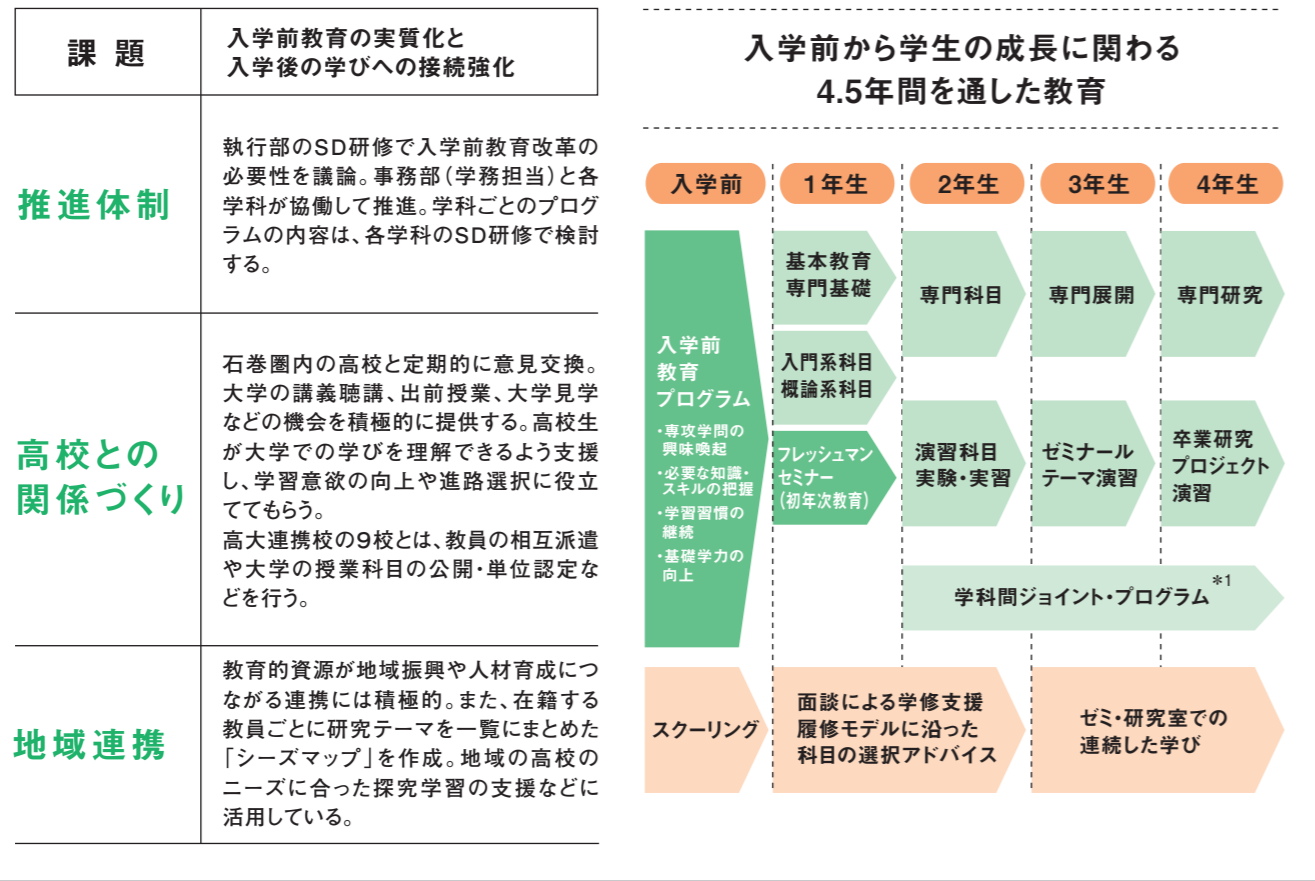 課 題
入学前教育の実質化と
入学後の学びへの接続強化
推進体制
執行部のSD研修で入学前教育改革の
必要性を議論。事務部（学務担当）と各
学科が協働して推進。学科ごとのプログ
ラムの内容は、各学科のSD研修で検討
する。
高校との
関係づくり
石巻圏内の高校と定期的に意見交換。
大学の講義聴講、出前授業、大学見学
などの機会を積極的に提供する。高校生
が大学での学びを理解できるよう支援
し、学習意欲の向上や進路選択に役立
ててもらう。
高大連携校の9校とは、教員の相互派遣
や大学の授業科目の公開・単位認定な
どを行う。
地域連携
教育的資源が地域振興や人材育成につ
ながる連携には積極的。また、在籍する
教員ごとに研究テーマを一覧にまとめた
「シーズマップ」を作成。地域の高校の
ニーズに合った探究学習の支援などに
活用している。
入学前から学生の成長に関わる
4.5年間を通した教育
入学前
1年生
2年生
3年生
4年生
入学前
教育
プログラム
・専攻学問の
興味喚起
・必要な知識・
スキルの把握
・学習習慣の
継続
・基礎学力の
向上
基本教育
専門基礎
入門系科目
概論系科目
フレッシュマン
セミナー
（初年次教育）
専門科目
専門展開
専門研究
演習科目
実験・実習
ゼミナール
テーマ演習
卒業研究
プロジェクト
演習
学科間ジョイント・プログラム＊1
スクーリング
面談による学修支援
履修モデルに沿った
科目の選択アドバイス
ゼミ・研究室での
連続した学び